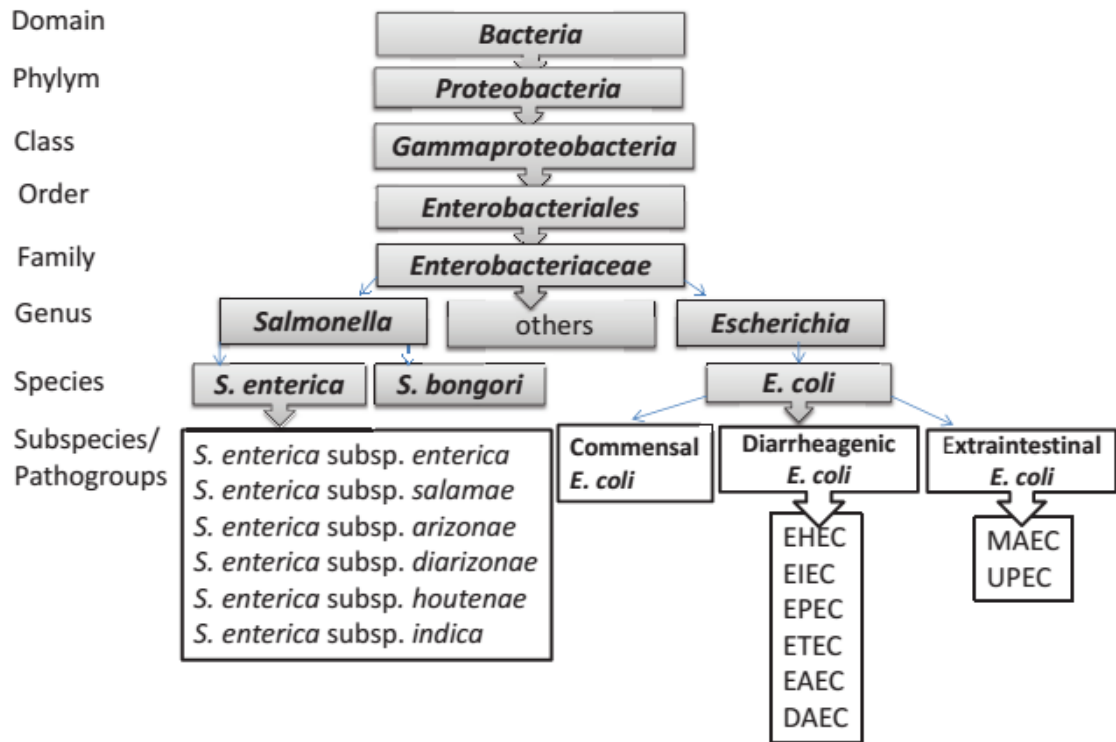 Domain
Bacteria
Phylym
Proteobacteria
Class
Gammaproteobacteria
Order
Enterobacteriales
Family
Enterobacteriaceae
Genus
Salmonella
others
Escherichia
Species
S. enterica
S. bongori
E. coli
Subspecies/
Pathogroups
S. enterica subsp. enterica
S. enterica subsp. salamae
S. enterica subsp. arizonae
S. enterica subsp. diarizonae
S. enterica subsp. houtenae
S. enterica subsp. indica
Commensal
E. coli
Diarrheagenic
E. coli
Extraintestinal
E. coli
EHEC
EIEC
EPEC
ETEC
EAEC
DAEC
MAEC
UPEC